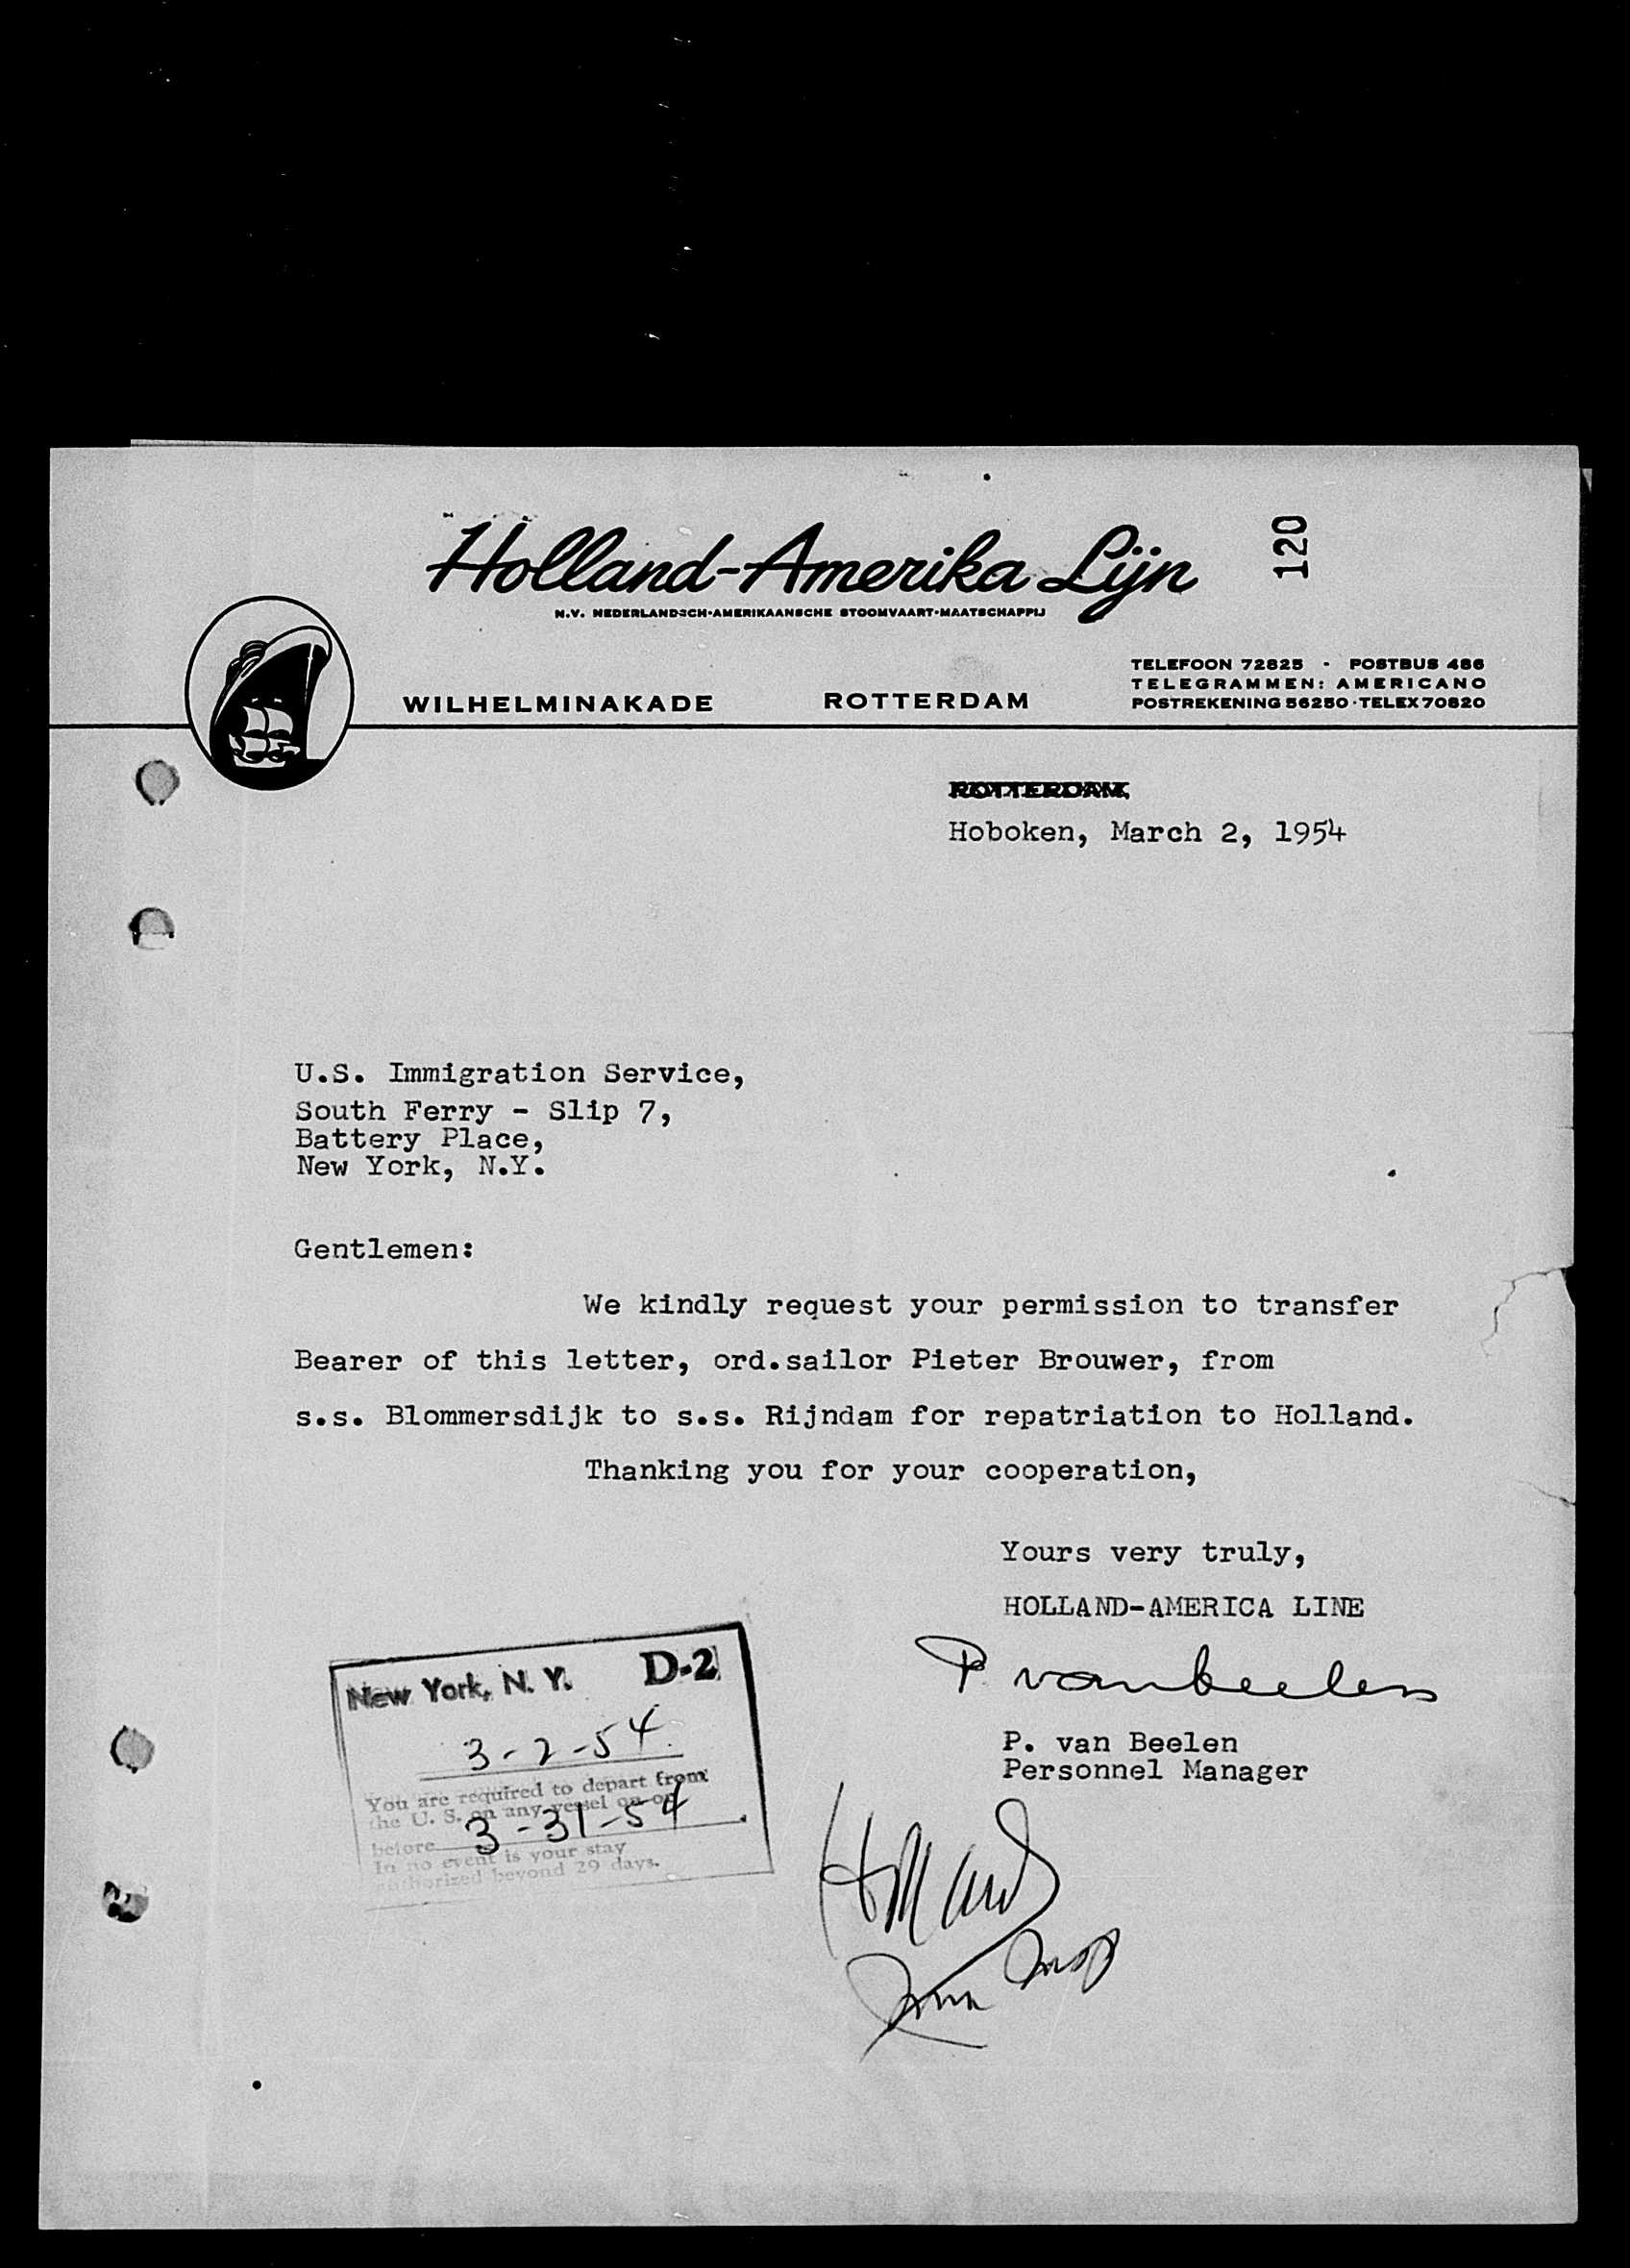 Holland-Amerika Lijn
120
N.V. NEDERLANDSCH-AMERIKAANSCHE STOOMVAART-MAATSCHAPPIJ
TELEFOON 72825 - POSTBUS 486
TELEGRAMMEN: AMERICANO
WILHELMINAKADE ROTTERDAM POSTREKENING 56250 · TELEX 70820
ROTTERDAM,
Hoboken, March 2, 1954
U.S. Immigration Service,
South Ferry - Slip 7,
Battery Place,
New York, N.Y.
Gentlemen:
We kindly request your permission to transfer
Bearer of this letter, ord.sailor Pieter Brouwer, from
s.s. Blommersdijk to s.s. Rijndam for repatriation to Holland.
Thanking you for your cooperation,
Yours very truly,
HOLLAND-AMERICA LINE
P van beelen
P. van Beelen
Personnel Manager
New York, N. Y. D-2
3-2-54
You are required to depart from
the U. S. on any vessel on or
before 3-31-54.
In no event is your stay
authorized beyond 29 days.
Holland